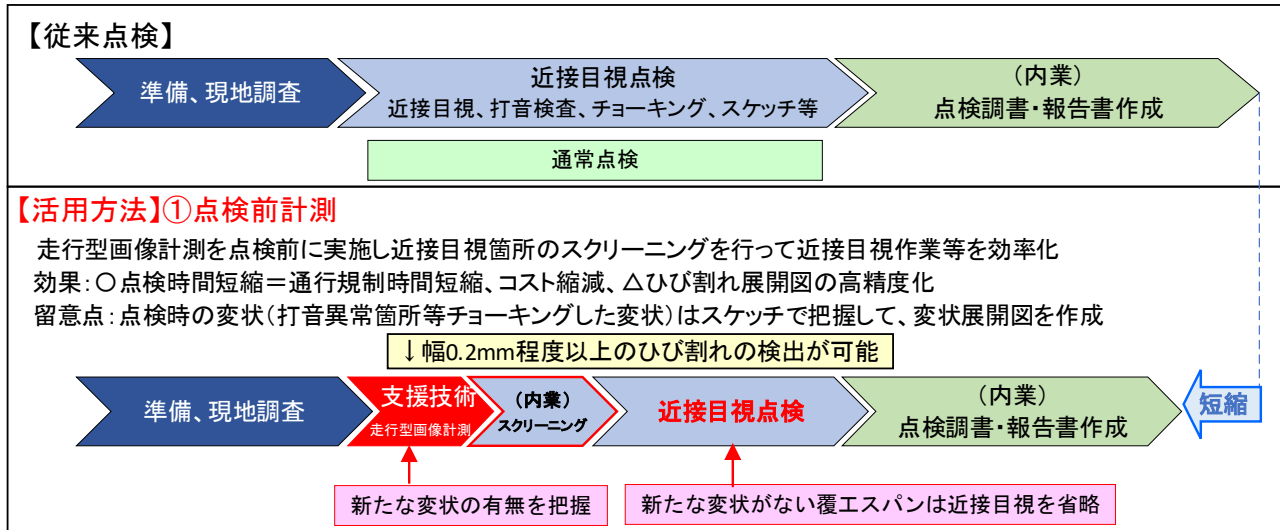 【従来点検】
準備、現地調査
近接目視点検
近接目視、打音検査、チョーキング、スケッチ等
（内業）
点検調書・報告書作成
通常点検
【活用方法】①点検前計測
走行型画像計測を点検前に実施し近接目視箇所のスクリーニングを行って近接目視作業等を効率化
効果：〇点検時間短縮＝通行規制時間短縮、コスト縮減、△ひび割れ展開図の高精度化
留意点：点検時の変状（打音異常箇所等チョーキングした変状）はスケッチで把握して、変状展開図を作成
↓幅0.2mm程度以上のひび割れの検出が可能
準備、現地調査
支援技術
走行型画像計測
（内業）
スクリーニング
近接目視点検
（内業）
点検調書・報告書作成
短縮
新たな変状の有無を把握
新たな変状がない覆工スパンは近接目視を省略